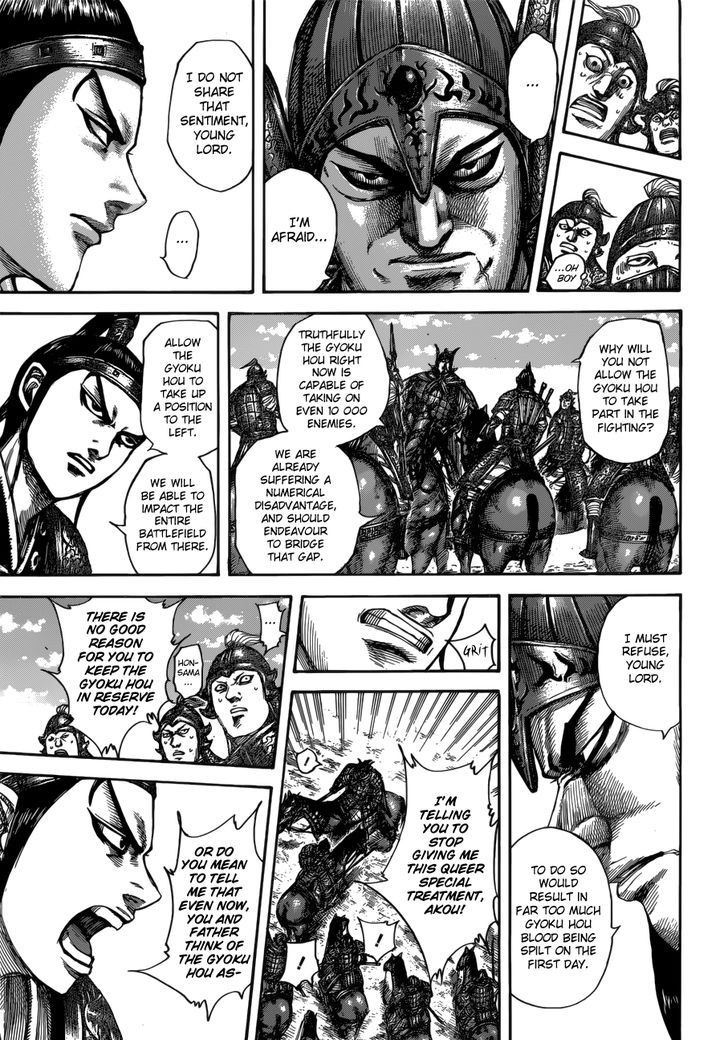 ...
I'M
AFRAID...
I DO NOT
SHARE
THAT
SENTIMENT,
YOUNG
LORD.
...
...OH
BOY
WHY WILL
YOU NOT
ALLOW THE
GYOKU HOU
TO TAKE
PART IN THE
FIGHTING?
TRUTHFULLY
THE GYOKU
HOU RIGHT
NOW IS
CAPABLE OF
TAKING ON
EVEN 10 000
ENEMIES.
WE ARE
ALREADY
SUFFERING A
NUMERICAL
DISADVANTAGE,
AND SHOULD
ENDEAVOUR
TO BRIDGE
THAT GAP.
ALLOW
THE GYOKU
HOU TO
TAKE UP A
POSITION
TO THE
LEFT.
WE WILL
BE ABLE TO
IMPACT THE
ENTIRE
BATTLEFIELD
FROM THERE.
I MUST
REFUSE,
YOUNG
LORD.
TO DO SO
WOULD
RESULT IN
FAR TOO MUCH
GYOKU HOU
BLOOD BEING
SPILT ON
THE FIRST
DAY.
GRIT
I'M
TELLING
YOU TO
STOP
GIVING ME
THIS QUEER
SPECIAL
TREATMENT,
AKOU!
!
!
!
...
HON-
SAMA
...
THERE IS
NO GOOD
REASON
FOR YOU TO
KEEP THE
GYOKU HOU
IN RESERVE
TODAY!
OR DO
YOU MEAN
TO TELL
ME THAT
EVEN NOW,
YOU AND
FATHER
THINK OF
THE GYOKU
HOU AS-